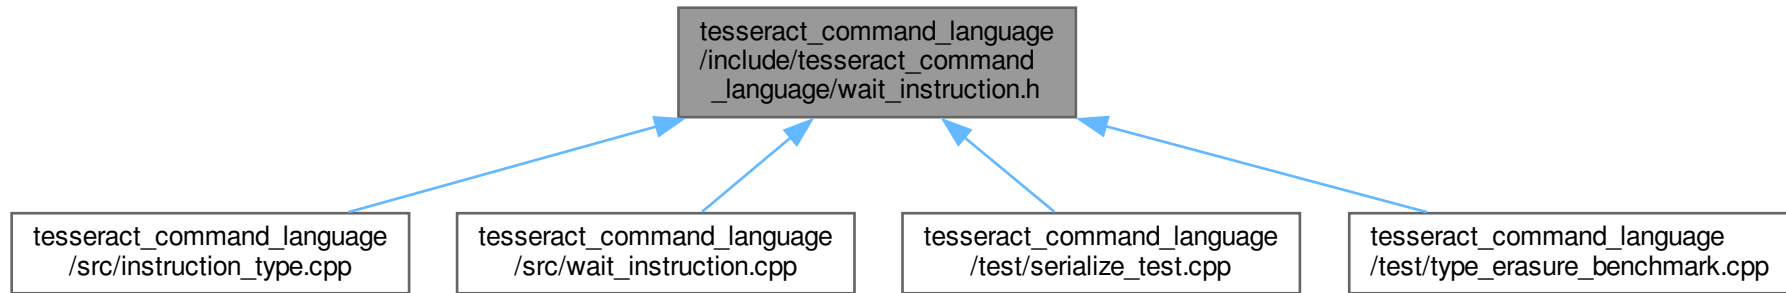 tesseract_command_language
/include/tesseract_command
_language/wait_instruction.h
tesseract_command_language
/src/instruction_type.cpp
tesseract_command_language
/src/wait_instruction.cpp
tesseract_command_language
/test/serialize_test.cpp
tesseract_command_language
/test/type_erasure_benchmark.cpp